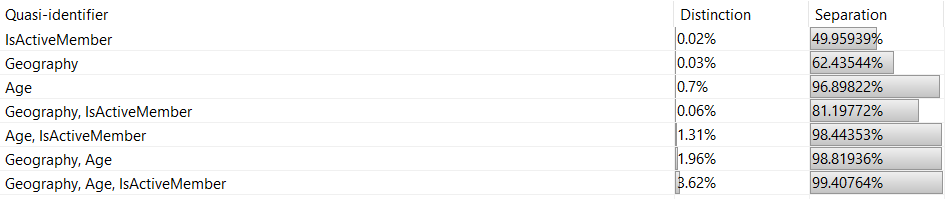 Quasi-identifier Distinction Separation
IsActiveMember 0.02% 49.95939%
Geography 0.03% 62.43544%
Age 0.7% 96.89822%
Geography, IsActiveMember 0.06% 81.19772%
Age, IsActiveMember 1.31% 98.44353%
Geography, Age 1.96% 98.81936%
Geography, Age, IsActiveMember 3.62% 99.40764%